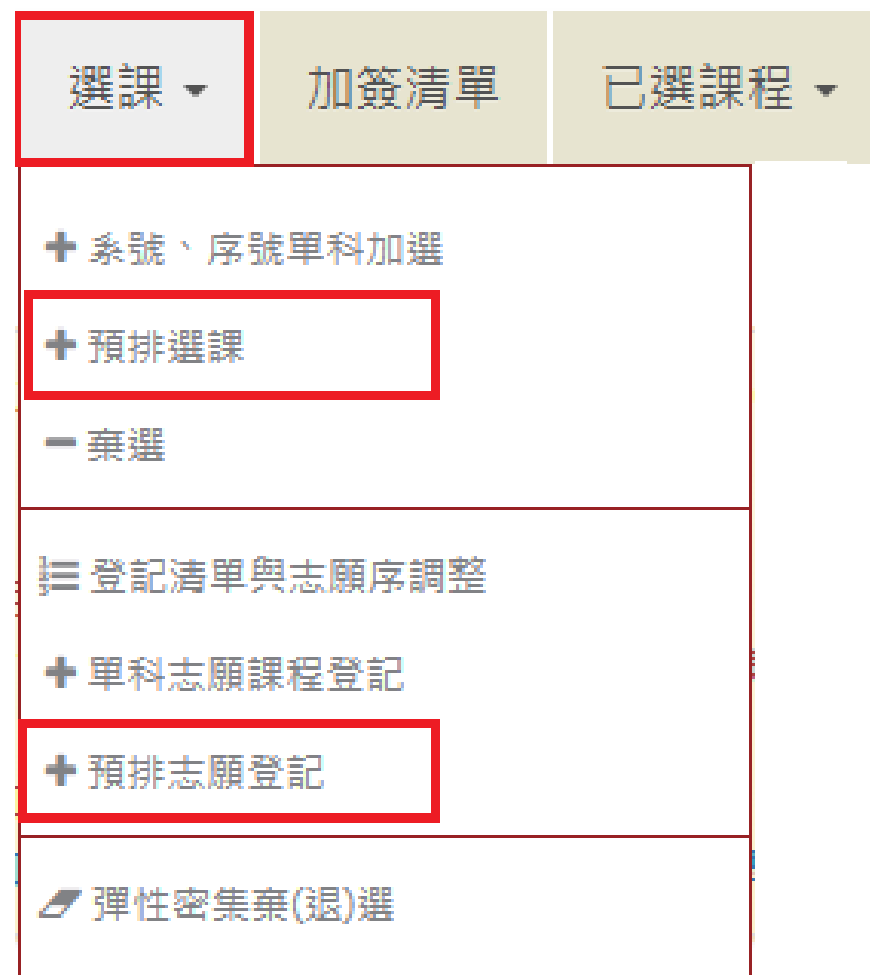 選課 加簽清單 已選課程
系號、序號單科加選
預排選課
棄選
登記清單與志願序調整
單科志願課程登記
預排志願登記
彈性密集棄(退)選